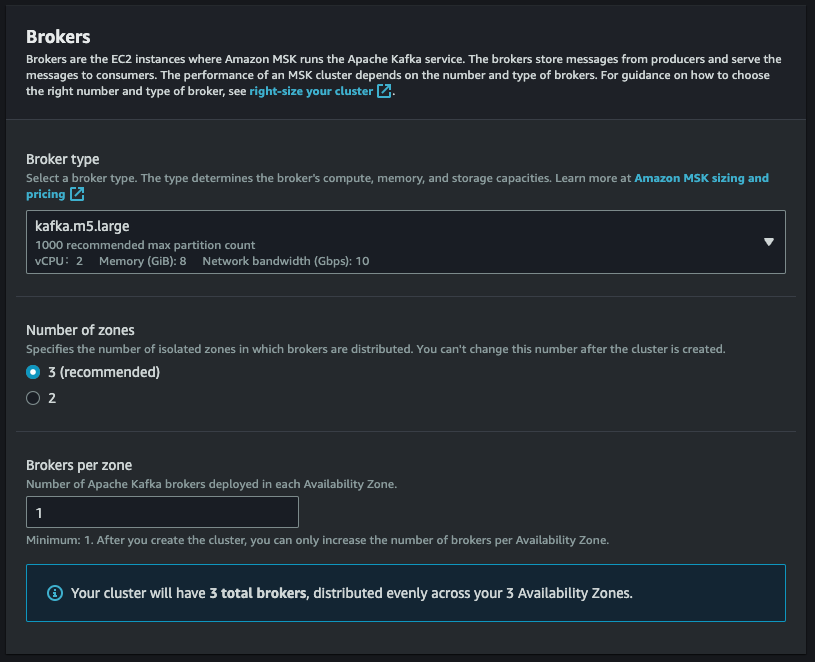 Brokers
Brokers are the EC2 instances where Amazon MSK runs the Apache Kafka service. The brokers store messages from producers and serve the
messages to consumers. The performance of an MSK cluster depends on the number and type of brokers. For guidance on how to choose
the right number and type of broker, see right-size your cluster.
Broker type
Select a broker type. The type determines the broker's compute, memory, and storage capacities. Learn more at Amazon MSK sizing and
pricing
kafka.m5.large
1000 recommended max partition count
vCPU: 2 Memory (GiB): 8 Network bandwidth (Gbps): 10
Number of zones
Specifies the number of isolated zones in which brokers are distributed. You can't change this number after the cluster is created.
3 (recommended)
2
Brokers per zone
Number of Apache Kafka brokers deployed in each Availability Zone.
1
Minimum: 1. After you create the cluster, you can only increase the number of brokers per Availability Zone.
Your cluster will have 3 total brokers, distributed evenly across your 3 Availability Zones.